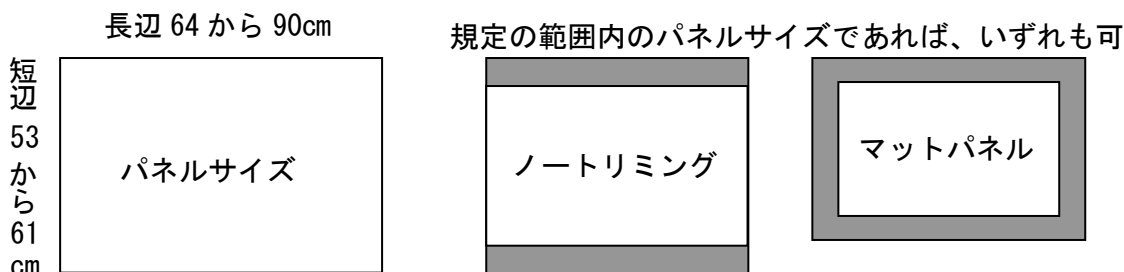 長辺 64 から 90cm
規定の範囲内のパネルサイズであれば、いずれも可
短辺 53 から 61 cm
パネルサイズ
ノートリミング
マットパネル